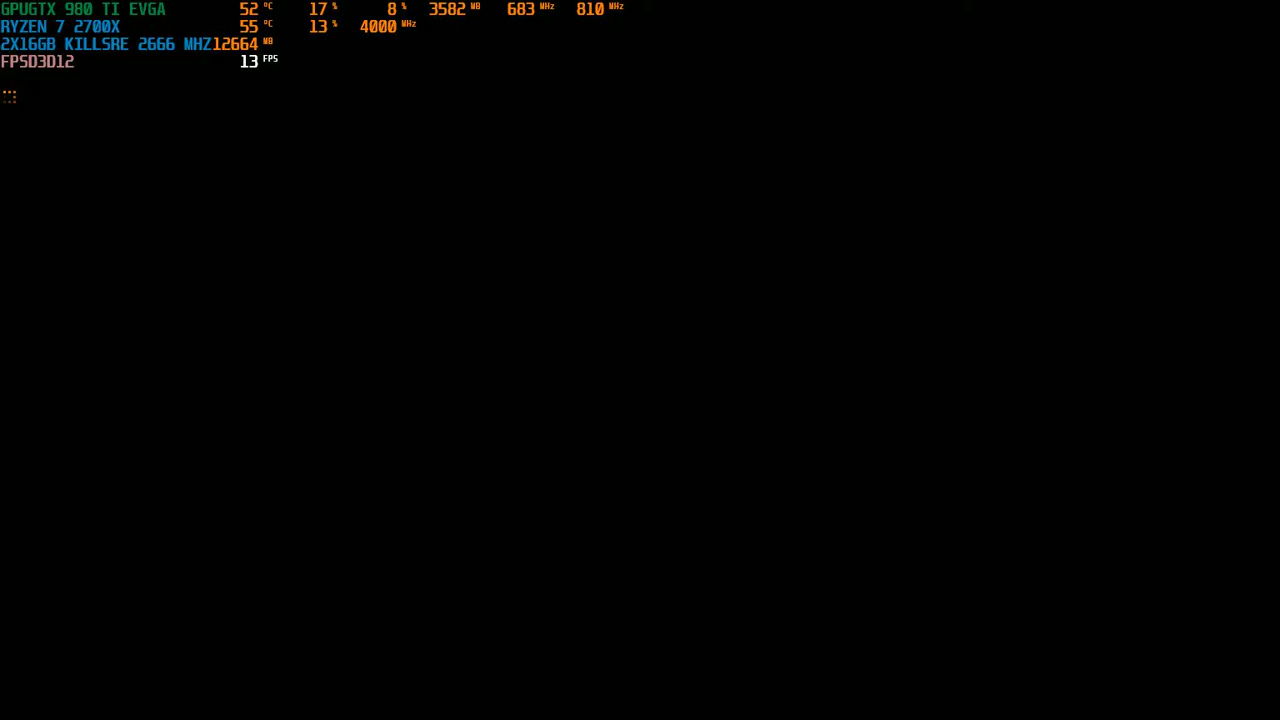 GPUGTX 980 TI EVGA 52 °C 17 % 8 % 3582 MB 683 MHz 810 MHz
RYZEN 7 2700X 55 °C 13 % 4000 MHz
2X16GB KILLSRE 2666 MHZ12664 MB
FPSD3D12 13 FPS